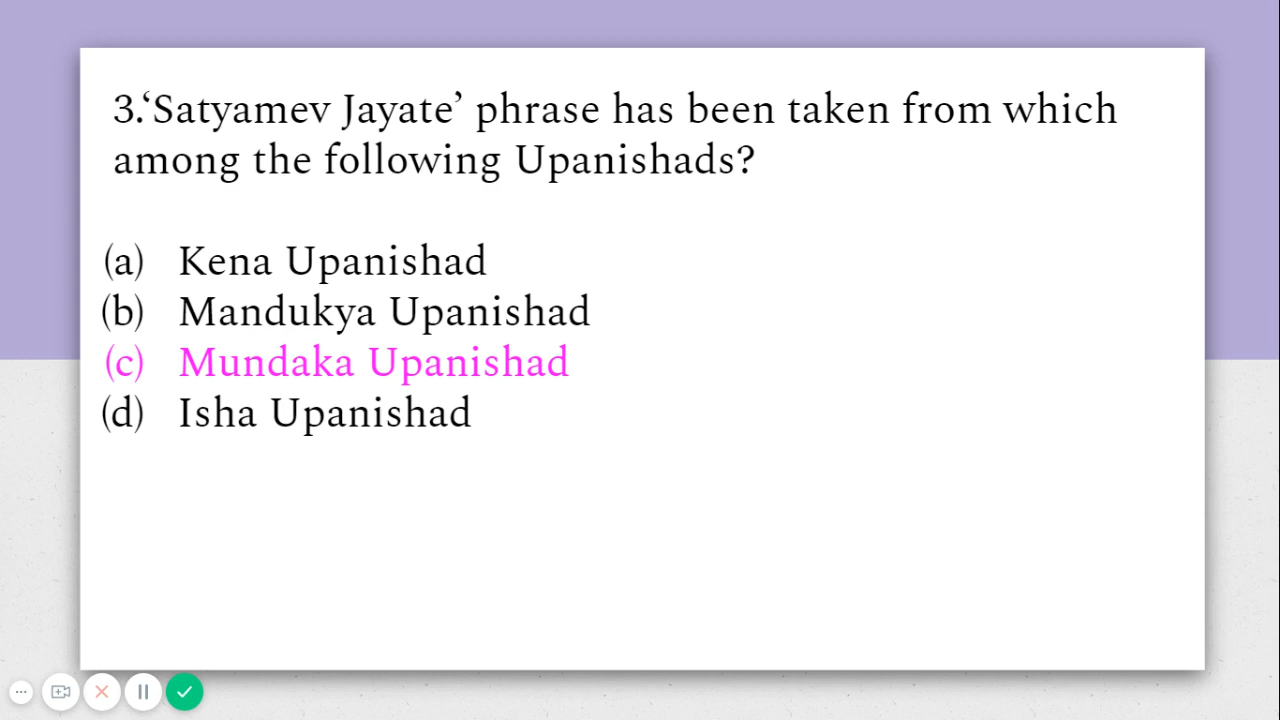 3.‘Satyamev Jayate’ phrase has been taken from which
among the following Upanishads?
(a) Kena Upanishad
(b) Mandukya Upanishad
(c) Mundaka Upanishad
(d) Isha Upanishad